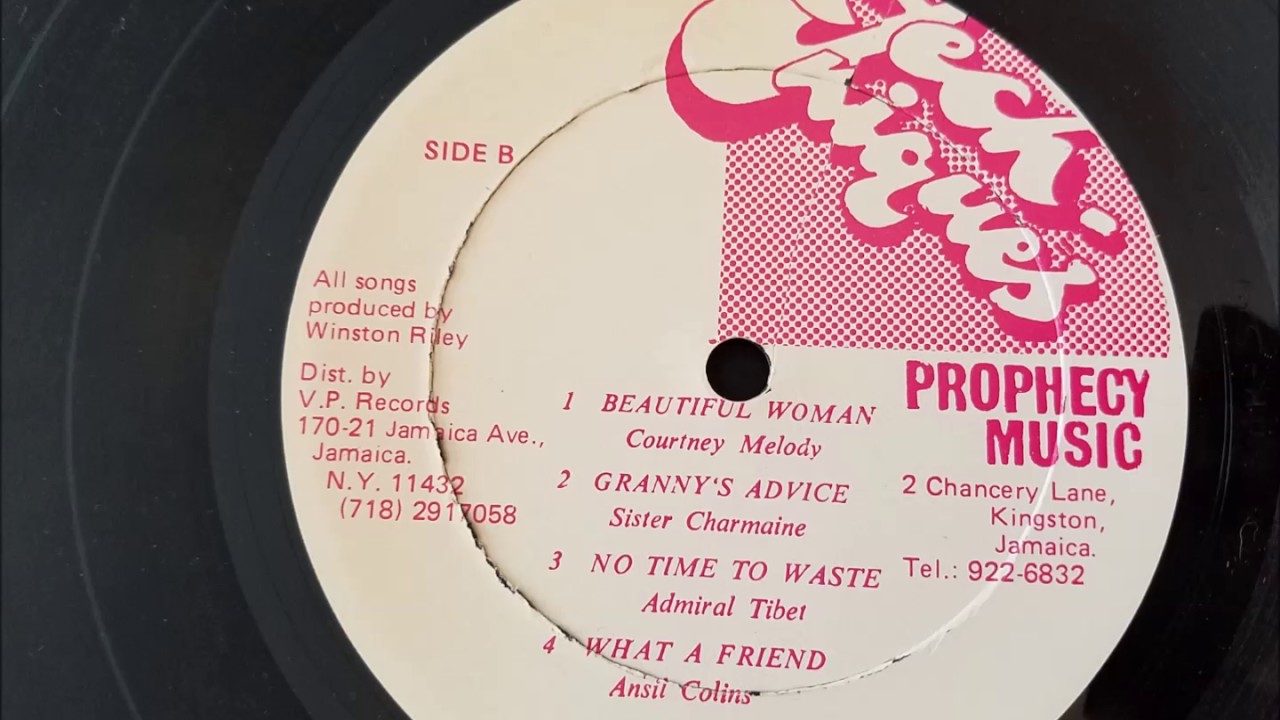 Techniques
SIDE B
All songs
produced by
Winston Riley
Dist. by
V.P. Records
170-21 Jamaica Ave.,
Jamaica.
N.Y. 11432
(718) 2917058
1 BEAUTIFUL WOMAN
Courtney Melody
2 GRANNY'S ADVICE
Sister Charmaine
3 NO TIME TO WASTE
Admiral Tibet
4 WHAT A FRIEND
Ansil Colins
PROPHECY
MUSIC
2 Chancery Lane,
Kingston,
Jamaica.
Tel.: 922-6832